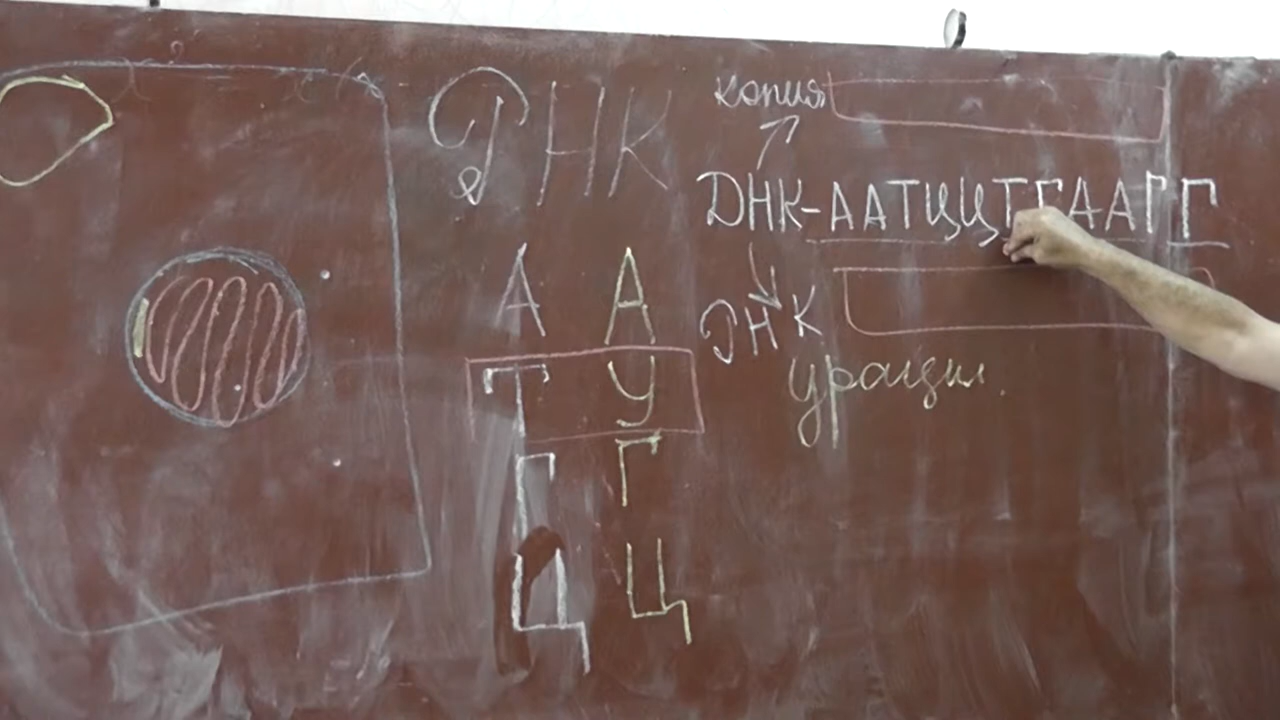 РНК
А А
Т У
Г Г
Ц Ц
копия
ДНК-ААТЦЦТГААГГ
РНК
урацил.